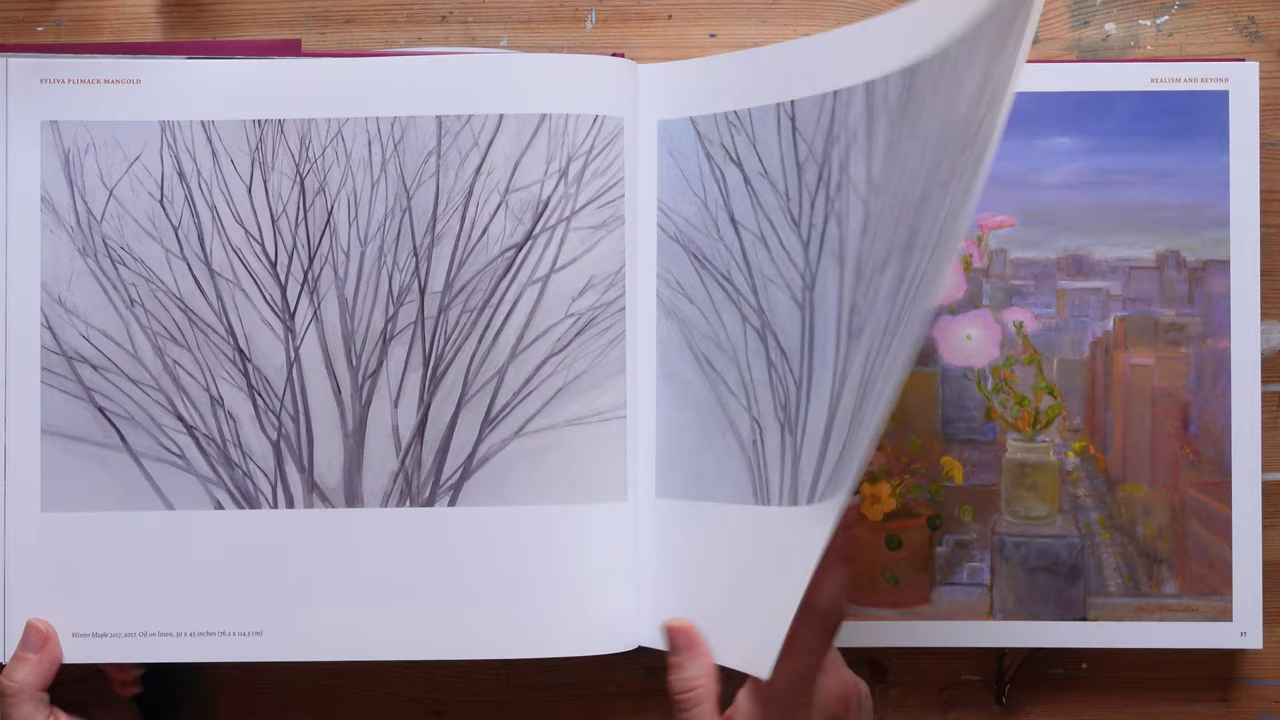 SYLIVA PLIMACK MANGOLD
REALISM AND BEYOND
Winter Maple 2017, 2017. Oil on linen, 30 x 45 inches (76.2 x 114.3 cm)
37